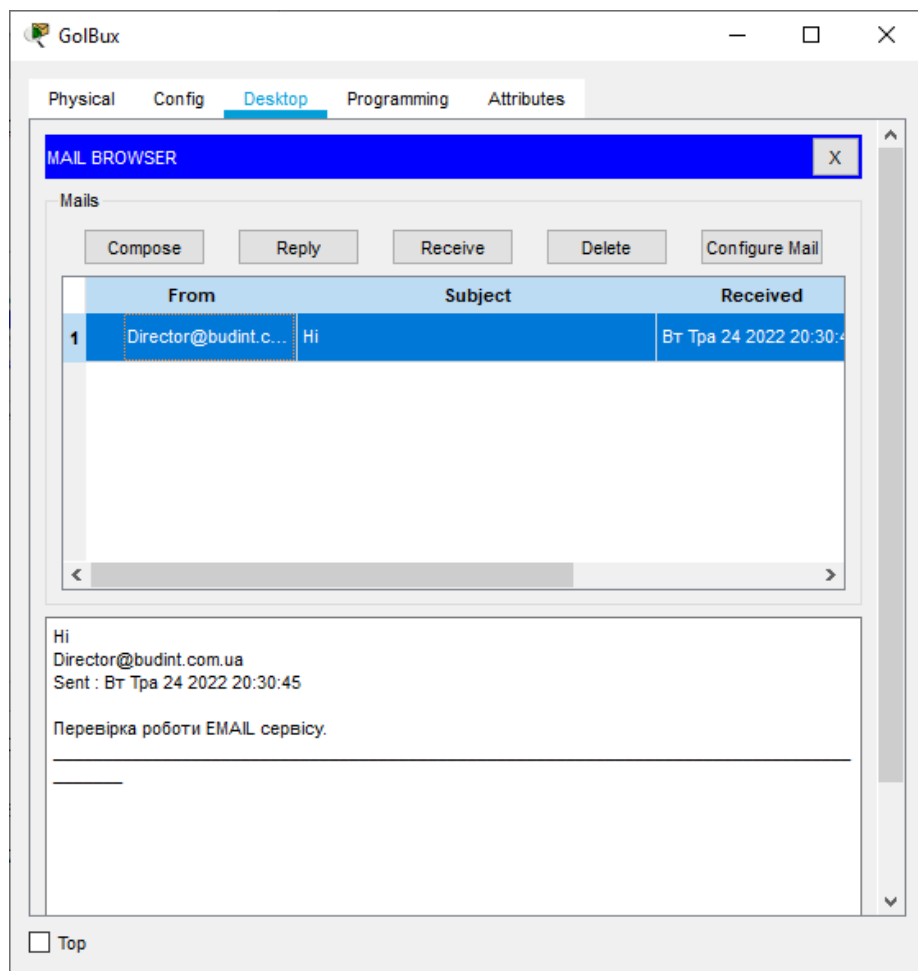 GolBux
Physical Config Desktop Programming Attributes
MAIL BROWSER X
Mails
Compose Reply Receive Delete Configure Mail
From Subject Received
1 Director@budint.c... Hi Вт Тра 24 2022 20:30:4
Hi
Director@budint.com.ua
Sent : Вт Тра 24 2022 20:30:45
Перевірка роботи EMAIL сервісу.
Top